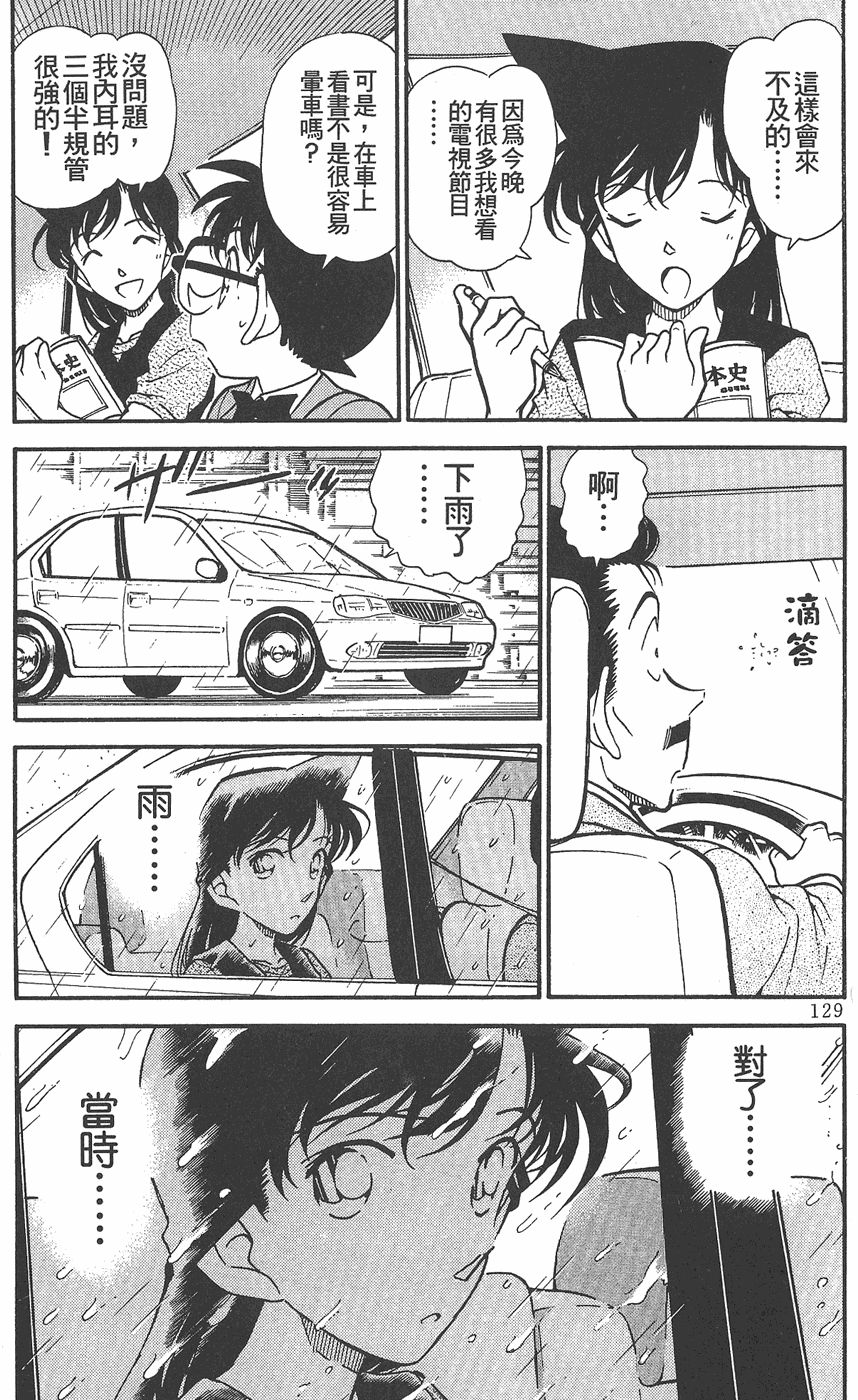 這樣會來
不及的……
因爲今晚
有很多我想看
的電視節目
……
本史
可是，在車上
看書不是很容易
暈車嗎？
沒問題，
我內耳的
三個半規管
很強的！
本史
啊…
滴答
下雨了
……
雨……
129
對了……
當時……